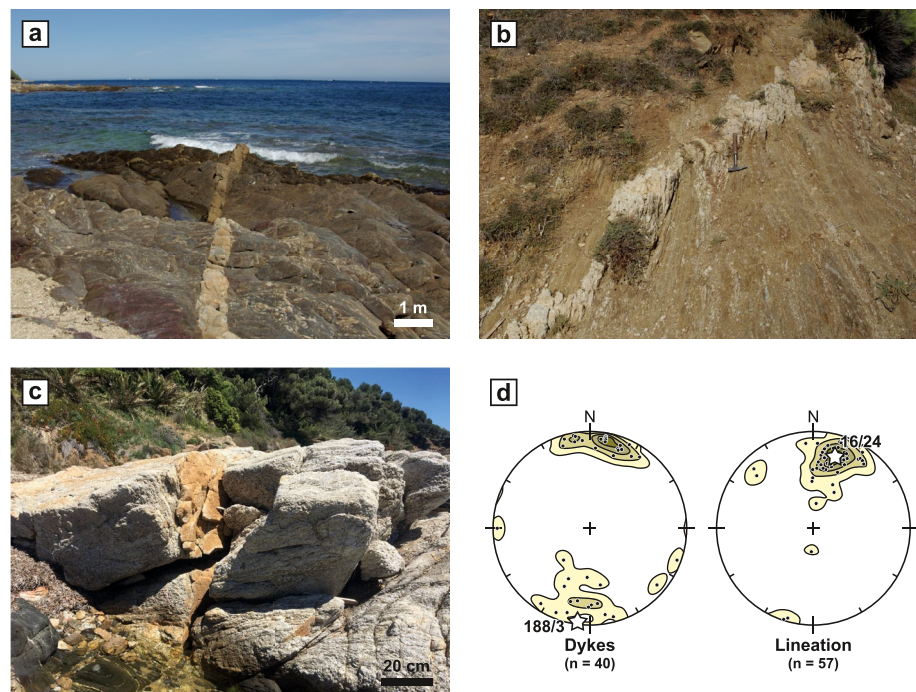 a
b
1 m
c
20 cm
d
N
N
16/24
188/3
Dykes
(n = 40)
Lineation
(n = 57)